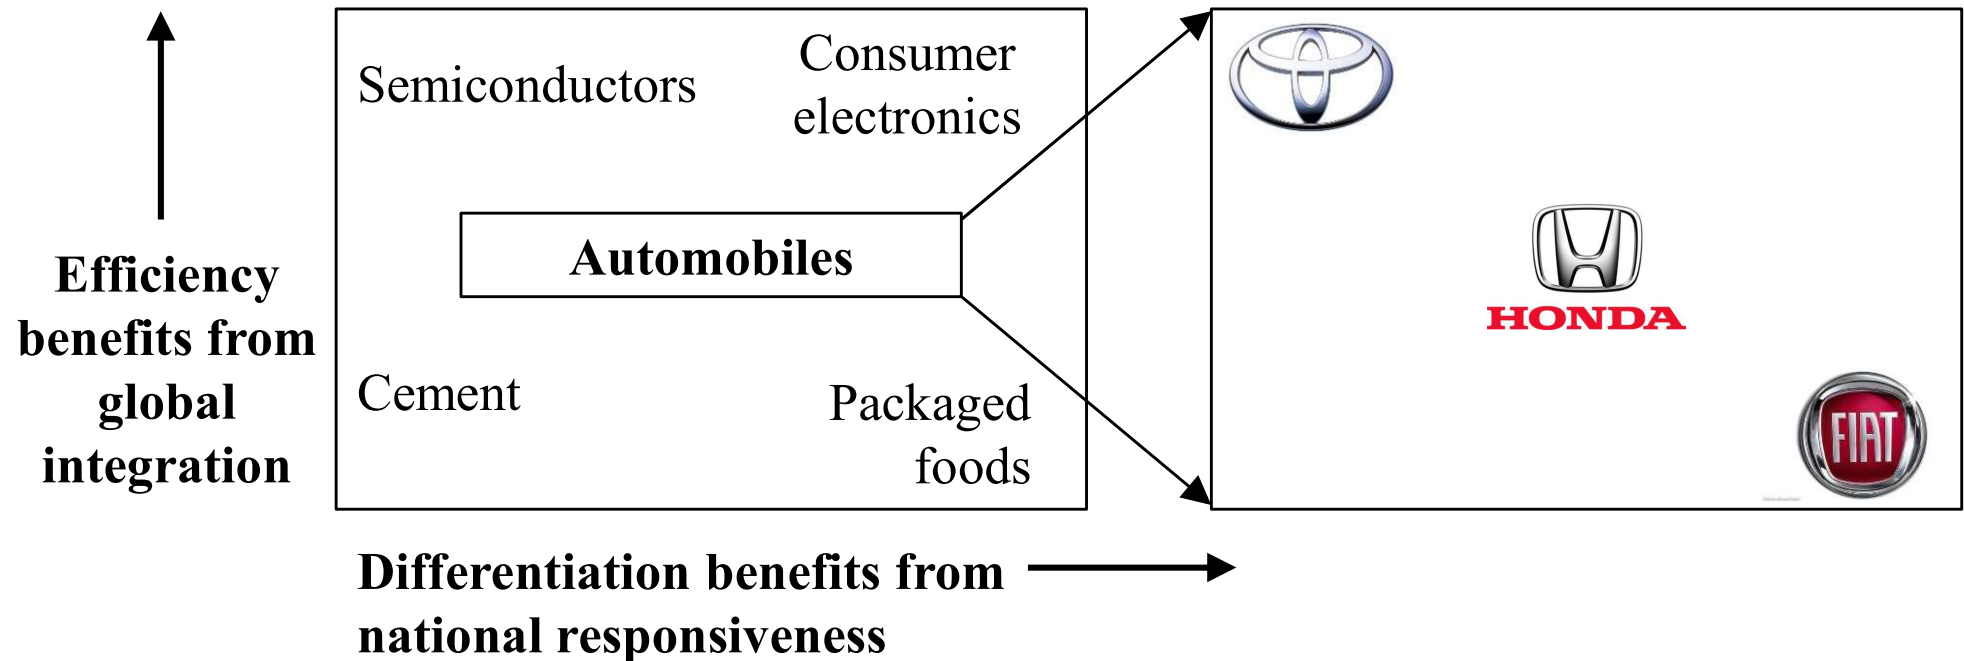 Semiconductors
Consumer
electronics
Automobiles
Cement
Packaged
foods
Efficiency
benefits from
global
integration
Differentiation benefits from
national responsiveness
HONDA
FIAT